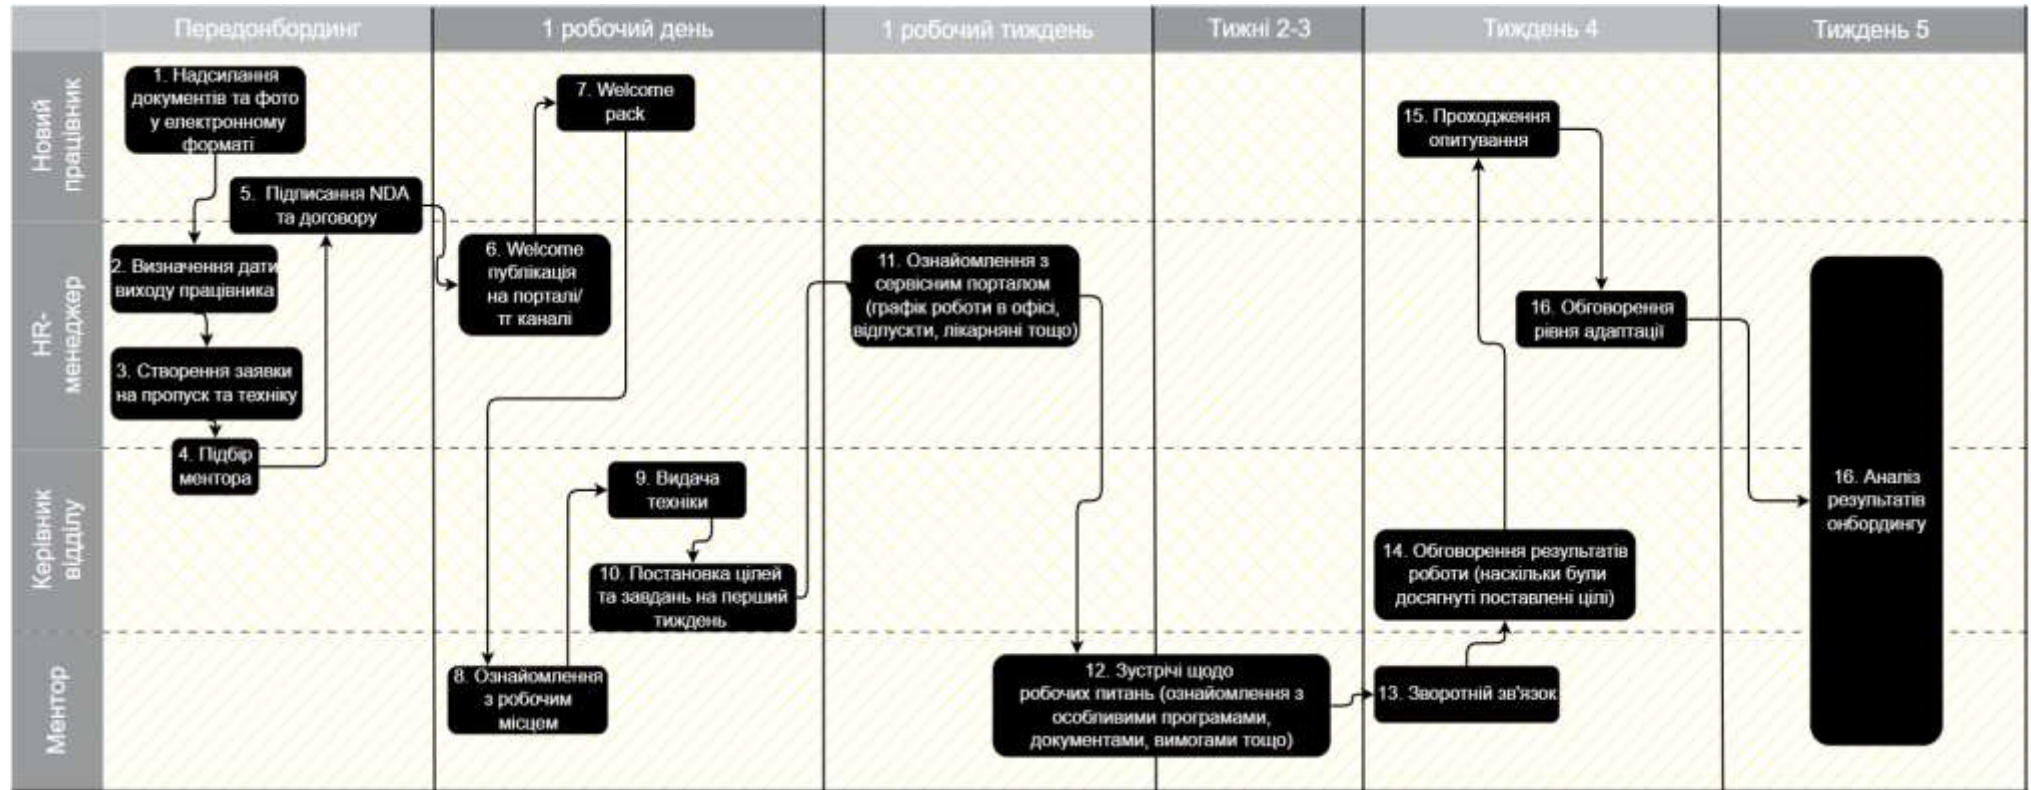 Передонбординг
1 робочий день
1 робочий тиждень
Тижні 2-3
Тиждень 4
Тиждень 5
Новий
працівник
1. Надсилання
документів та фото
у електронному
форматі
5. Підписання NDA
та договору
7. Welcome
pack
15. Проходження
опитування
HR-
менеджер
2. Визначення дати
виходу працівника
3. Створення заявки
на пропуск та техніку
6. Welcome
публікація
на порталі/
тг каналі
11. Ознайомлення з
сервісним порталом
(графік роботи в офісі,
відпускти, лікарняні тощо)
16. Обговорення
рівня адаптації
Керівник
відділу
4. Підбір
ментора
9. Видача
техніки
10. Постановка цілей
та завдань на перший
тиждень
14. Обговорення результатів
роботи (наскільки були
досягнуті поставлені цілі)
16. Аналіз
результатів
онбордингу
Ментор
8. Ознайомлення
з робочим
місцем
12. Зустрічі щодо
робочих питань (ознайомлення з
особливими програмами,
документами, вимогами тощо)
13. Зворотній зв'язок